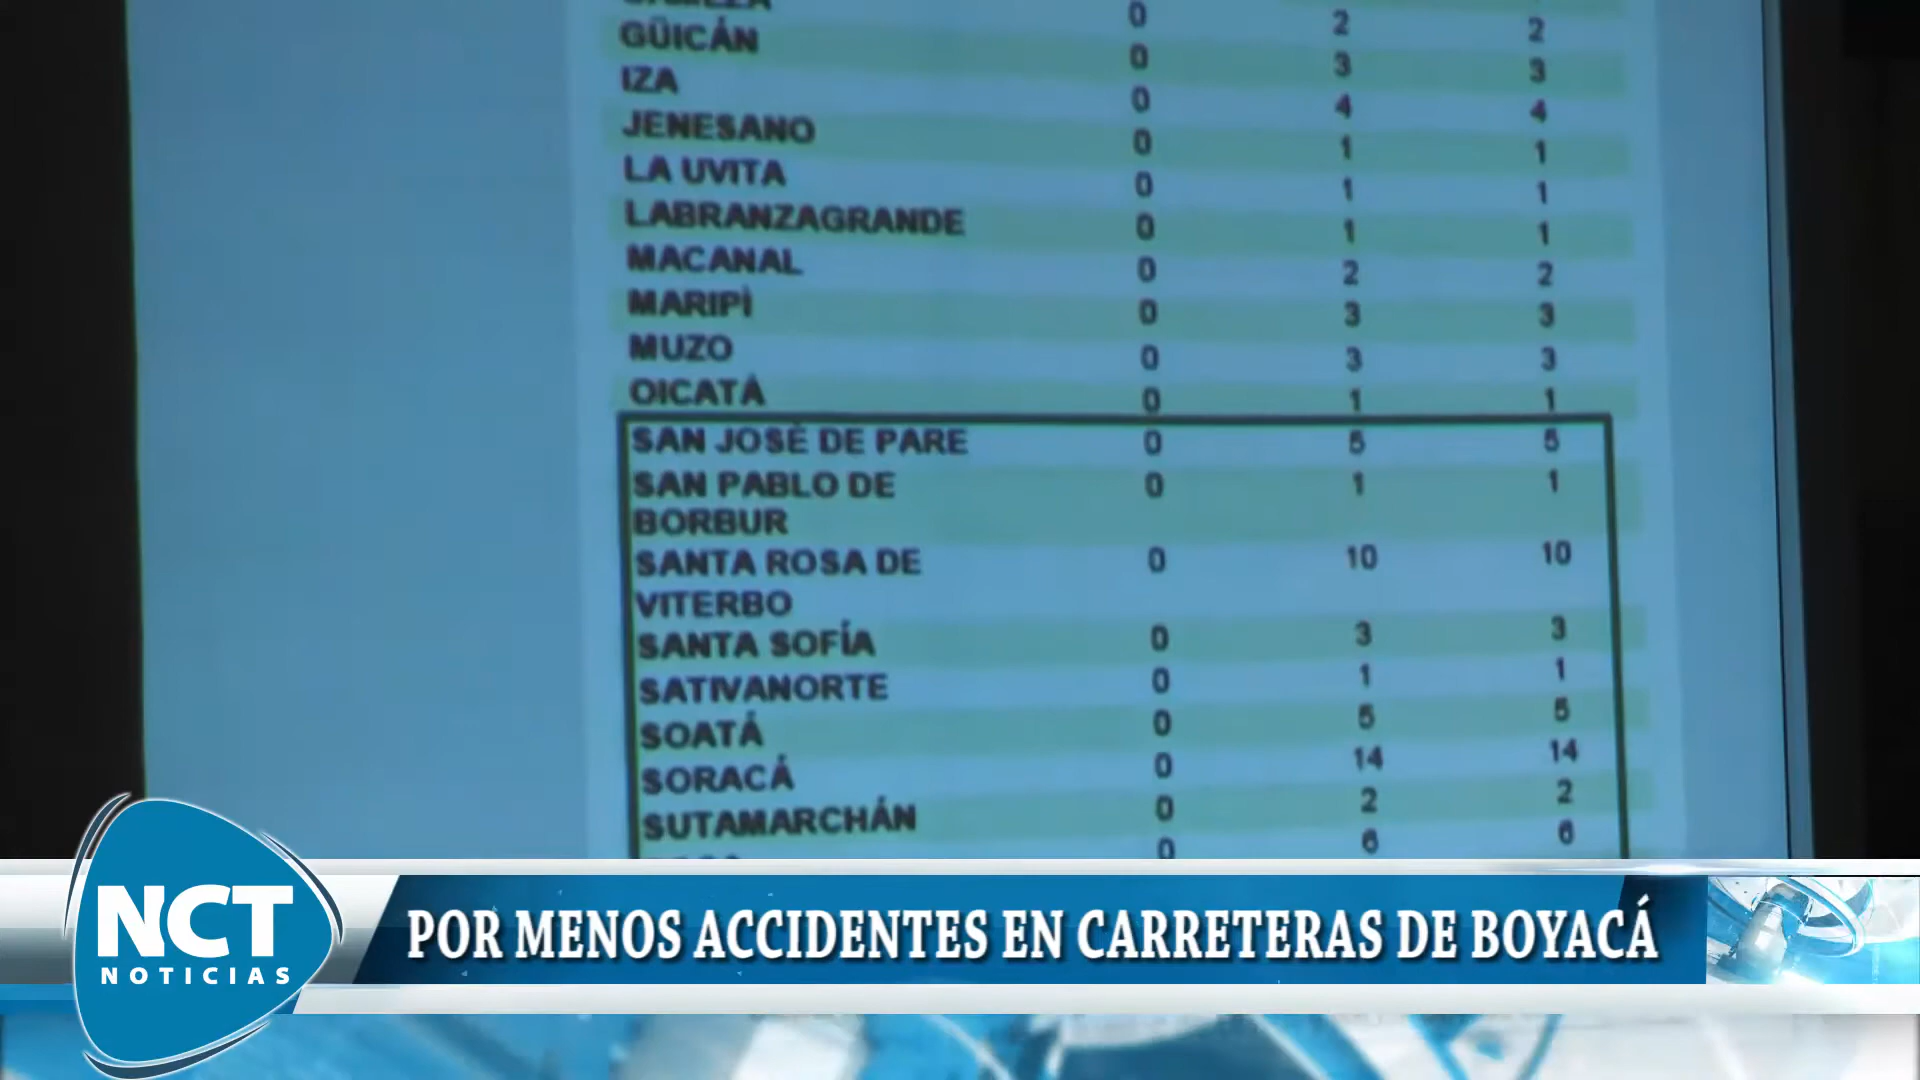 0 2 2
GÜICÁN 0 3 3
IZA 0 4 4
JENESANO 0 1 1
LA UVITA 0 1 1
LABRANZAGRANDE 0 1 1
MACANAL 0 2 2
MARIPÌ 0 3 3
MUZO 0 3 3
OICATÁ 0 1 1
SAN JOSÉ DE PARE 0 5 5
SAN PABLO DE 0 1 1
BORBUR
SANTA ROSA DE 0 10 10
VITERBO
SANTA SOFÍA 0 3 3
SATIVANORTE 0 1 1
SOATÁ 0 5 5
SORACÁ 0 14 14
SUTAMARCHÁN 0 2 2
0 6 6
NCT
NOTICIAS
POR MENOS ACCIDENTES EN CARRETERAS DE BOYACÁ